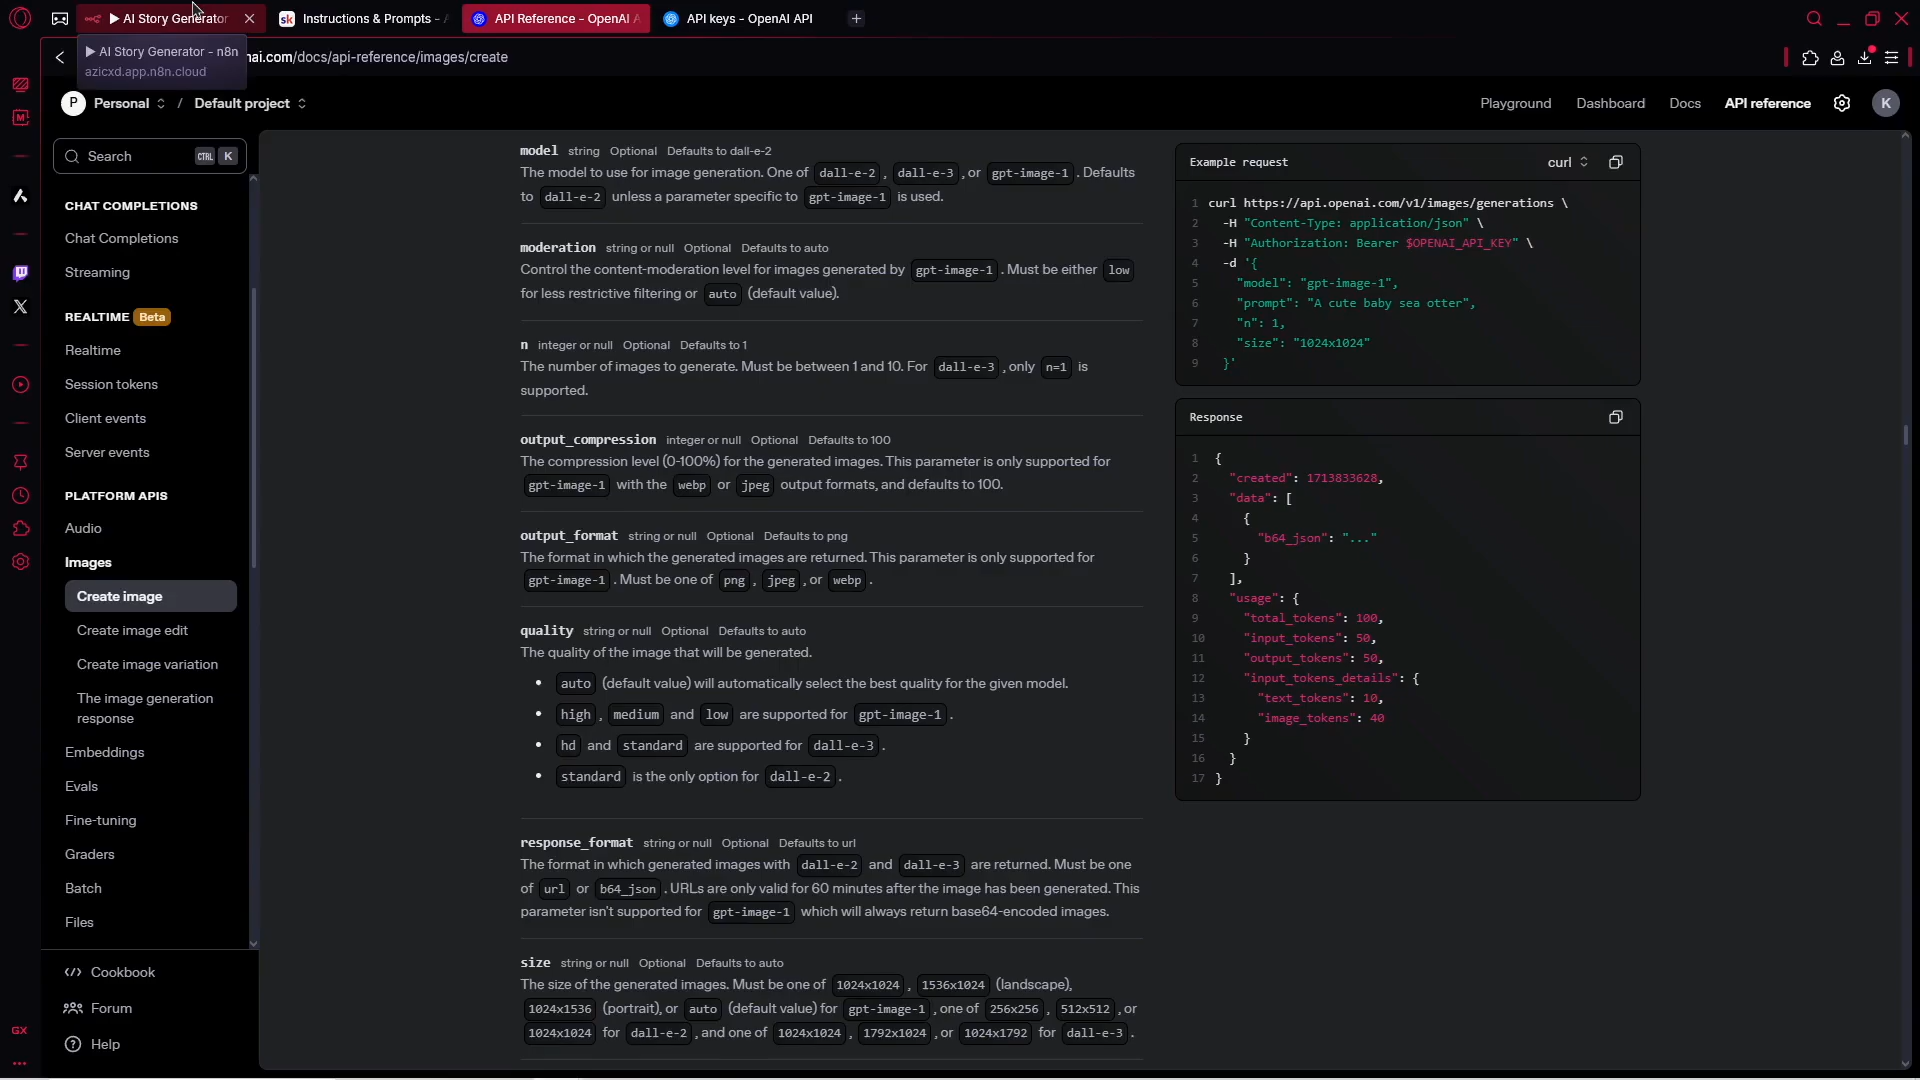 ▶ AI Story Generator
Instructions & Prompts -
API Reference - OpenAI A
API keys - OpenAI API
▶ AI Story Generator - n8n
azicxd.app.n8n.cloud
nai.com/docs/api-reference/images/create
P Personal / Default project
Playground
Dashboard
Docs
API reference
K
Search CTRL K
CHAT COMPLETIONS
Chat Completions
Streaming
REALTIME Beta
Realtime
Session tokens
Client events
Server events
PLATFORM APIS
Audio
Images
Create image
Create image edit
Create image variation
The image generation
response
Embeddings
Evals
Fine-tuning
Graders
Batch
Files
Cookbook
Forum
Help
GX
model string Optional Defaults to dall-e-2
The model to use for image generation. One of dall-e-2 , dall-e-3 , or gpt-image-1 . Defaults
to dall-e-2 unless a parameter specific to gpt-image-1 is used.
moderation string or null Optional Defaults to auto
Control the content-moderation level for images generated by gpt-image-1 . Must be either low
for less restrictive filtering or auto (default value).
n integer or null Optional Defaults to 1
The number of images to generate. Must be between 1 and 10. For dall-e-3 , only n=1 is
supported.
output_compression integer or null Optional Defaults to 100
The compression level (0-100%) for the generated images. This parameter is only supported for
gpt-image-1 with the webp or jpeg output formats, and defaults to 100.
output_format string or null Optional Defaults to png
The format in which the generated images are returned. This parameter is only supported for
gpt-image-1 . Must be one of png , jpeg , or webp .
quality string or null Optional Defaults to auto
The quality of the image that will be generated.
• auto (default value) will automatically select the best quality for the given model.
• high , medium and low are supported for gpt-image-1 .
• hd and standard are supported for dall-e-3 .
• standard is the only option for dall-e-2 .
response_format string or null Optional Defaults to url
The format in which generated images with dall-e-2 and dall-e-3 are returned. Must be one
of url or b64_json . URLs are only valid for 60 minutes after the image has been generated. This
parameter isn't supported for gpt-image-1 which will always return base64-encoded images.
size string or null Optional Defaults to auto
The size of the generated images. Must be one of 1024x1024 , 1536x1024 (landscape),
1024x1536 (portrait), or auto (default value) for gpt-image-1 , one of 256x256 , 512x512 , or
1024x1024 for dall-e-2 , and one of 1024x1024 , 1792x1024 , or 1024x1792 for dall-e-3 .
Example request curl
1 curl https://api.openai.com/v1/images/generations \
2 -H "Content-Type: application/json" \
3 -H "Authorization: Bearer $OPENAI_API_KEY" \
4 -d '{
5 "model": "gpt-image-1",
6 "prompt": "A cute baby sea otter",
7 "n": 1,
8 "size": "1024x1024"
9 }'
Response
1 {
2 "created": 1713833628,
3 "data": [
4 {
5 "b64_json": "..."
6 }
7 ],
8 "usage": {
9 "total_tokens": 100,
10 "input_tokens": 50,
11 "output_tokens": 50,
12 "input_tokens_details": {
13 "text_tokens": 10,
14 "image_tokens": 40
15 }
16 }
17 }